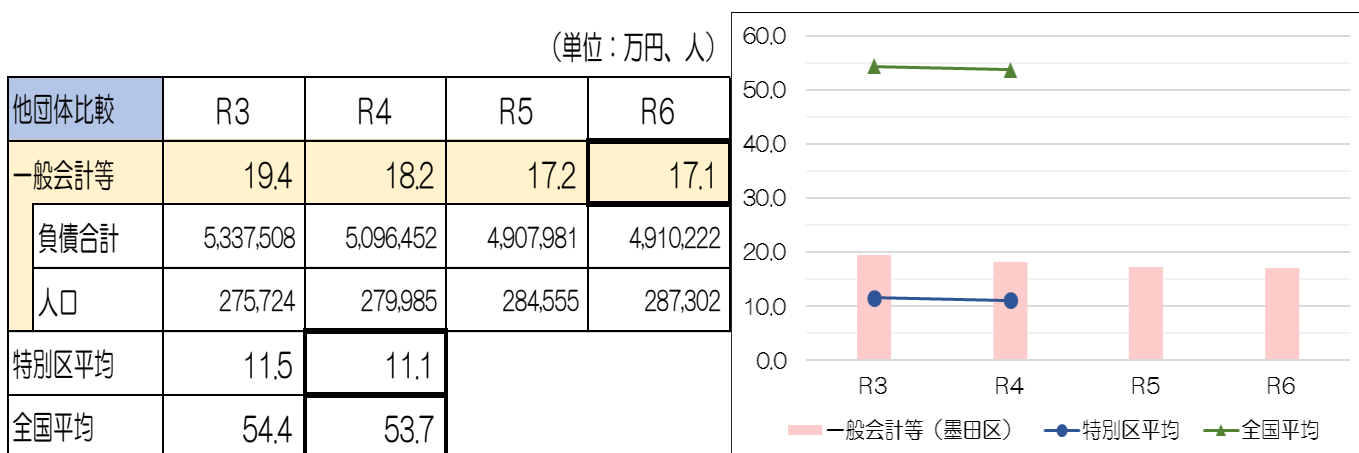 （単位：万円、人）
他団体比較 R3 R4 R5 R6
一般会計等 19.4 18.2 17.2 17.1
負債合計 5,337,508 5,096,452 4,907,981 4,910,222
人口 275,724 279,985 284,555 287,302
特別区平均 11.5 11.1
全国平均 54.4 53.7
60.0
50.0
40.0
30.0
20.0
10.0
0.0
R3 R4 R5 R6
一般会計等（墨田区） 特別区平均 全国平均